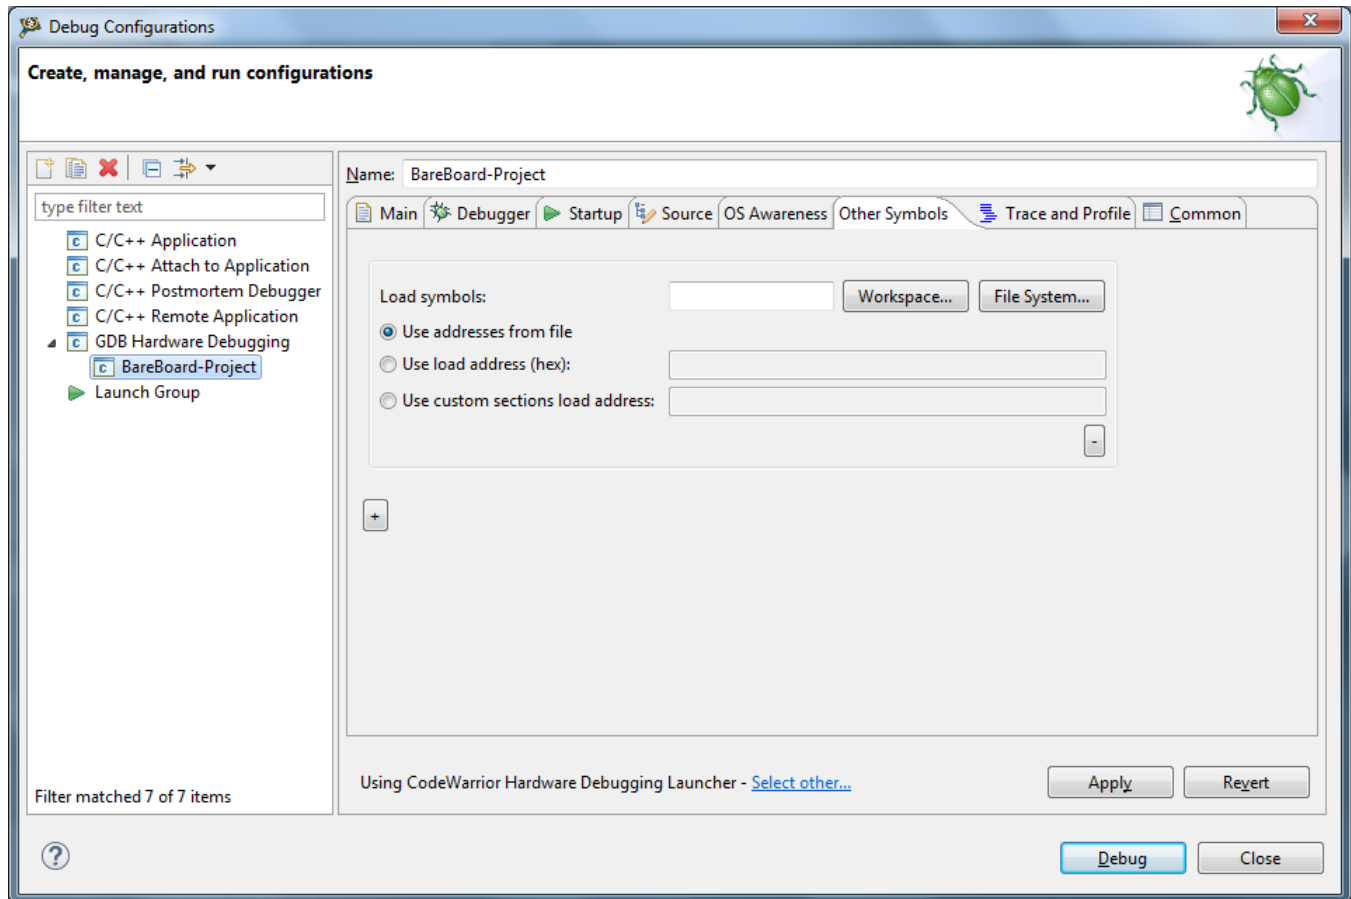 Debug Configurations
Create, manage, and run configurations
type filter text
C/C++ Application
C/C++ Attach to Application
C/C++ Postmortem Debugger
C/C++ Remote Application
GDB Hardware Debugging
BareBoard-Project
Launch Group
Filter matched 7 of 7 items
Name: BareBoard-Project
Main Debugger Startup Source OS Awareness Other Symbols Trace and Profile Common
Load symbols: Workspace... File System...
Use addresses from file
Use load address (hex):
Use custom sections load address:
-
+
Using CodeWarrior Hardware Debugging Launcher - Select other...
Apply Revert
Debug Close